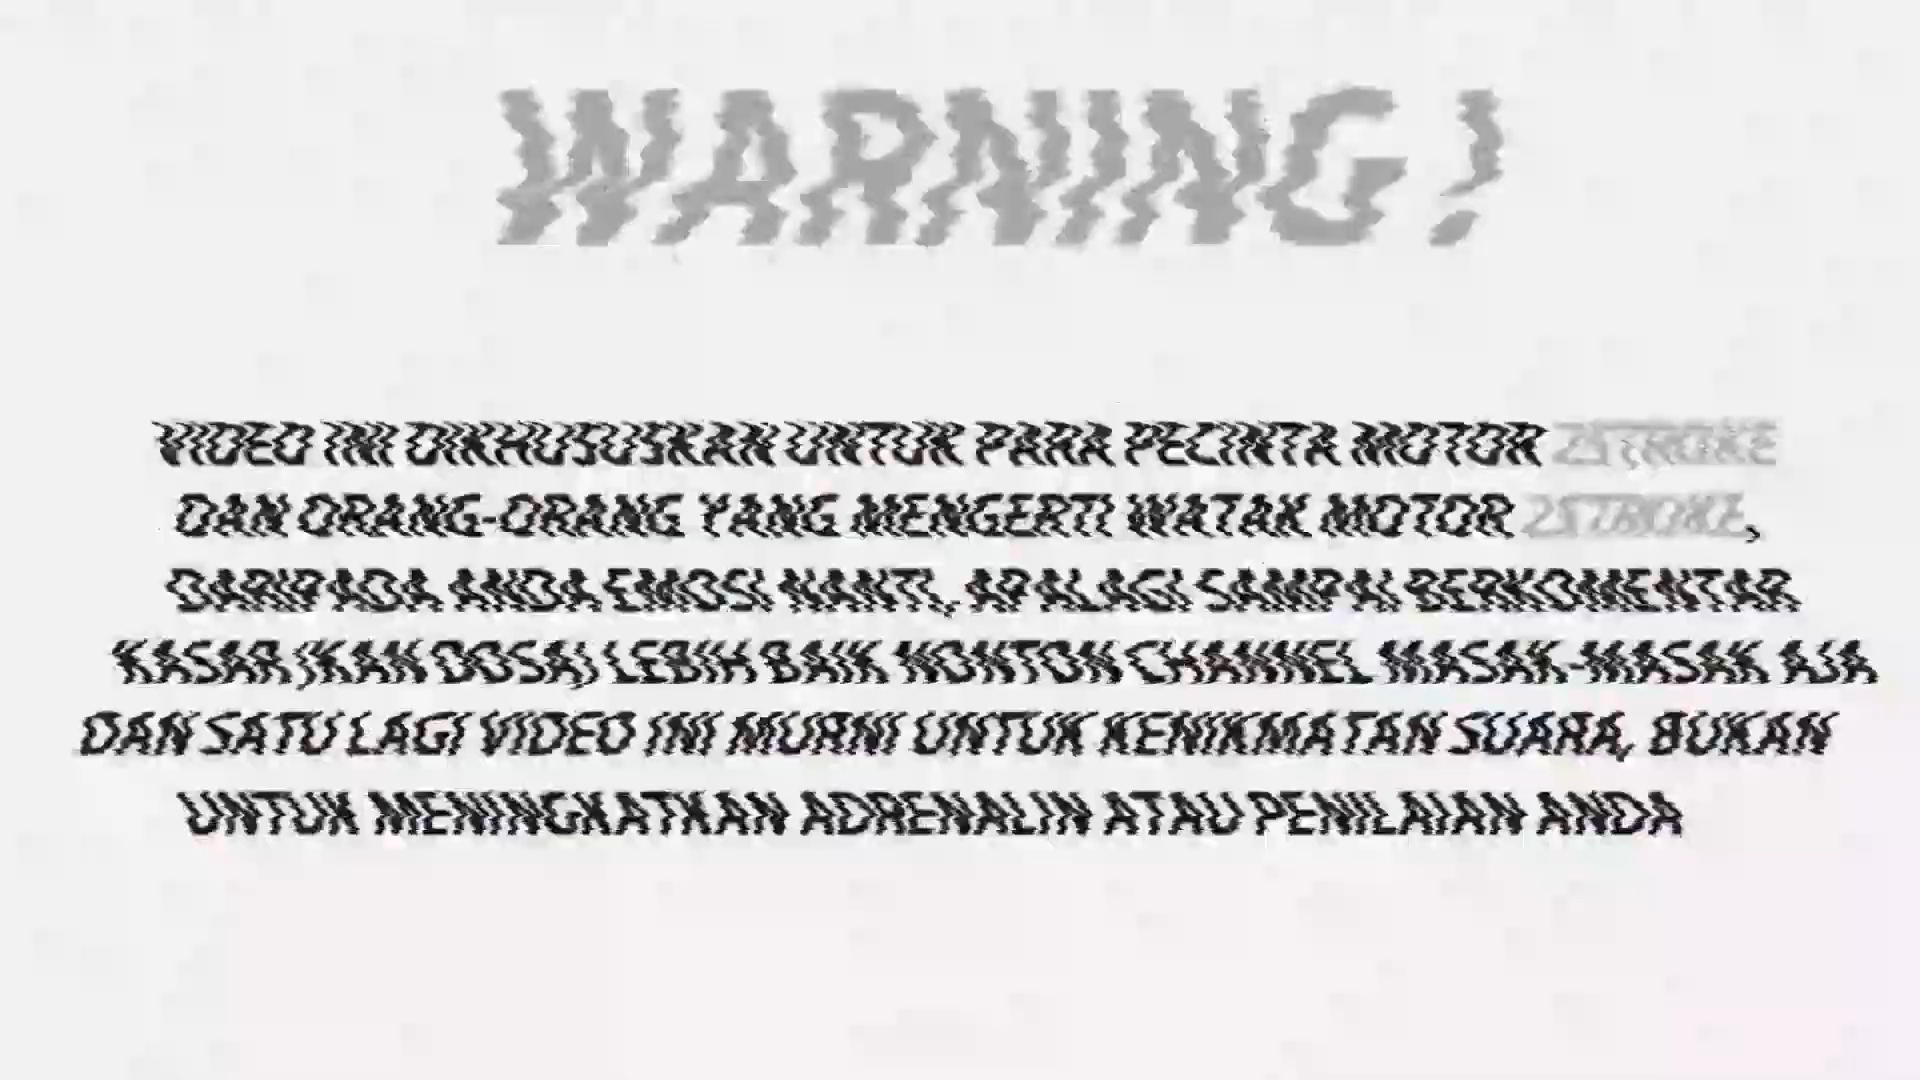 WARNING!
VIDEO INI DIKHUSUSKAN UNTUK PARA PECINTA MOTOR 2STROKE
DAN ORANG-ORANG YANG MENGERTI WATAK MOTOR 2STROKE,
DARIPADA ANDA EMOSI NANTI, APALAGI SAMPAI BERKOMENTAR
KASAR (KAN DOSA) LEBIH BAIK NONTON CHANNEL MASAK-MASAK AJA
DAN SATU LAGI VIDEO INI MURNI UNTUK KENIKMATAN SUARA, BUKAN
UNTUK MENINGKATKAN ADRENALIN ATAU PENILAIAN ANDA